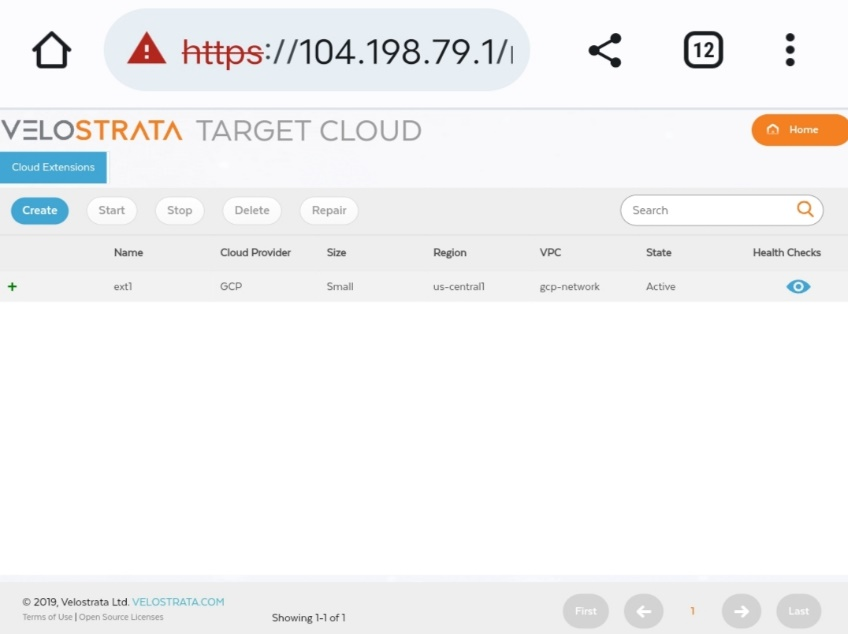 https://104.198.79.1/
12
VELOSTRATA TARGET CLOUD
Home
Cloud Extensions
Create Start Stop Delete Repair Search
Name Cloud Provider Size Region VPC State Health Checks
+ ext1 GCP Small us-central1 gcp-network Active
© 2019, Velostrata Ltd. VELOSTRATA.COM
Terms of Use | Open Source Licenses
Showing 1-1 of 1
First 1 Last